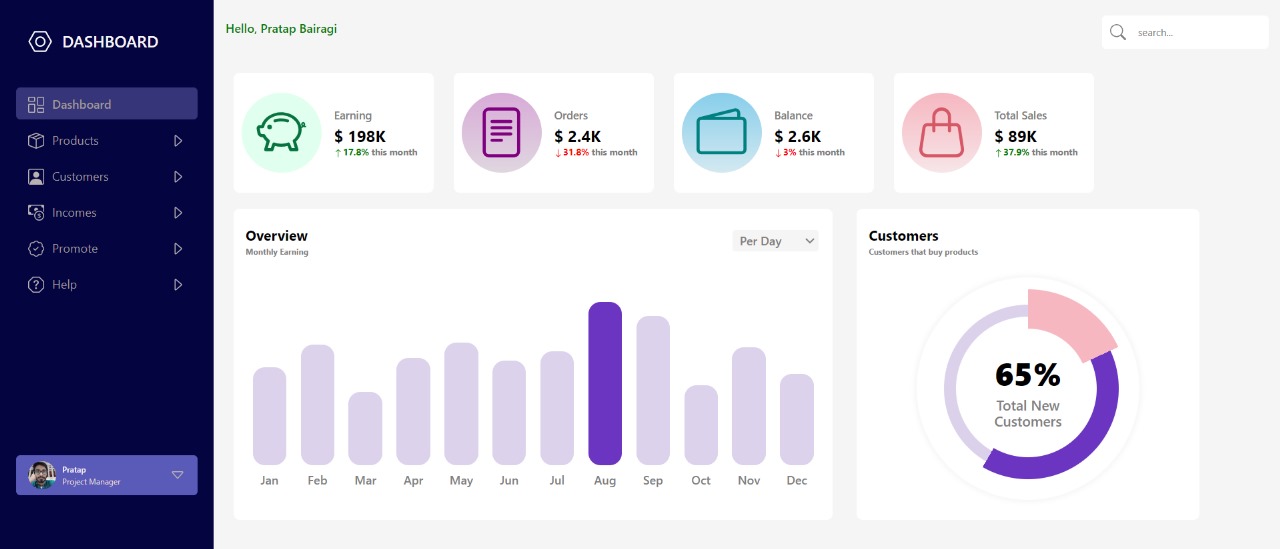 DASHBOARD
Dashboard
Products
Customers
Incomes
Promote
Help
Pratap
Project Manager
Hello, Pratap Bairagi
search...
Earning
$ 198K
↑ 17.8% this month
Orders
$ 2.4K
↓ 31.8% this month
Balance
$ 2.6K
↓ 3% this month
Total Sales
$ 89K
↑ 37.9% this month
Overview
Monthly Earning
Per Day
Jan Feb Mar Apr May Jun Jul Aug Sep Oct Nov Dec
Customers
Customers that buy products
65%
Total New
Customers